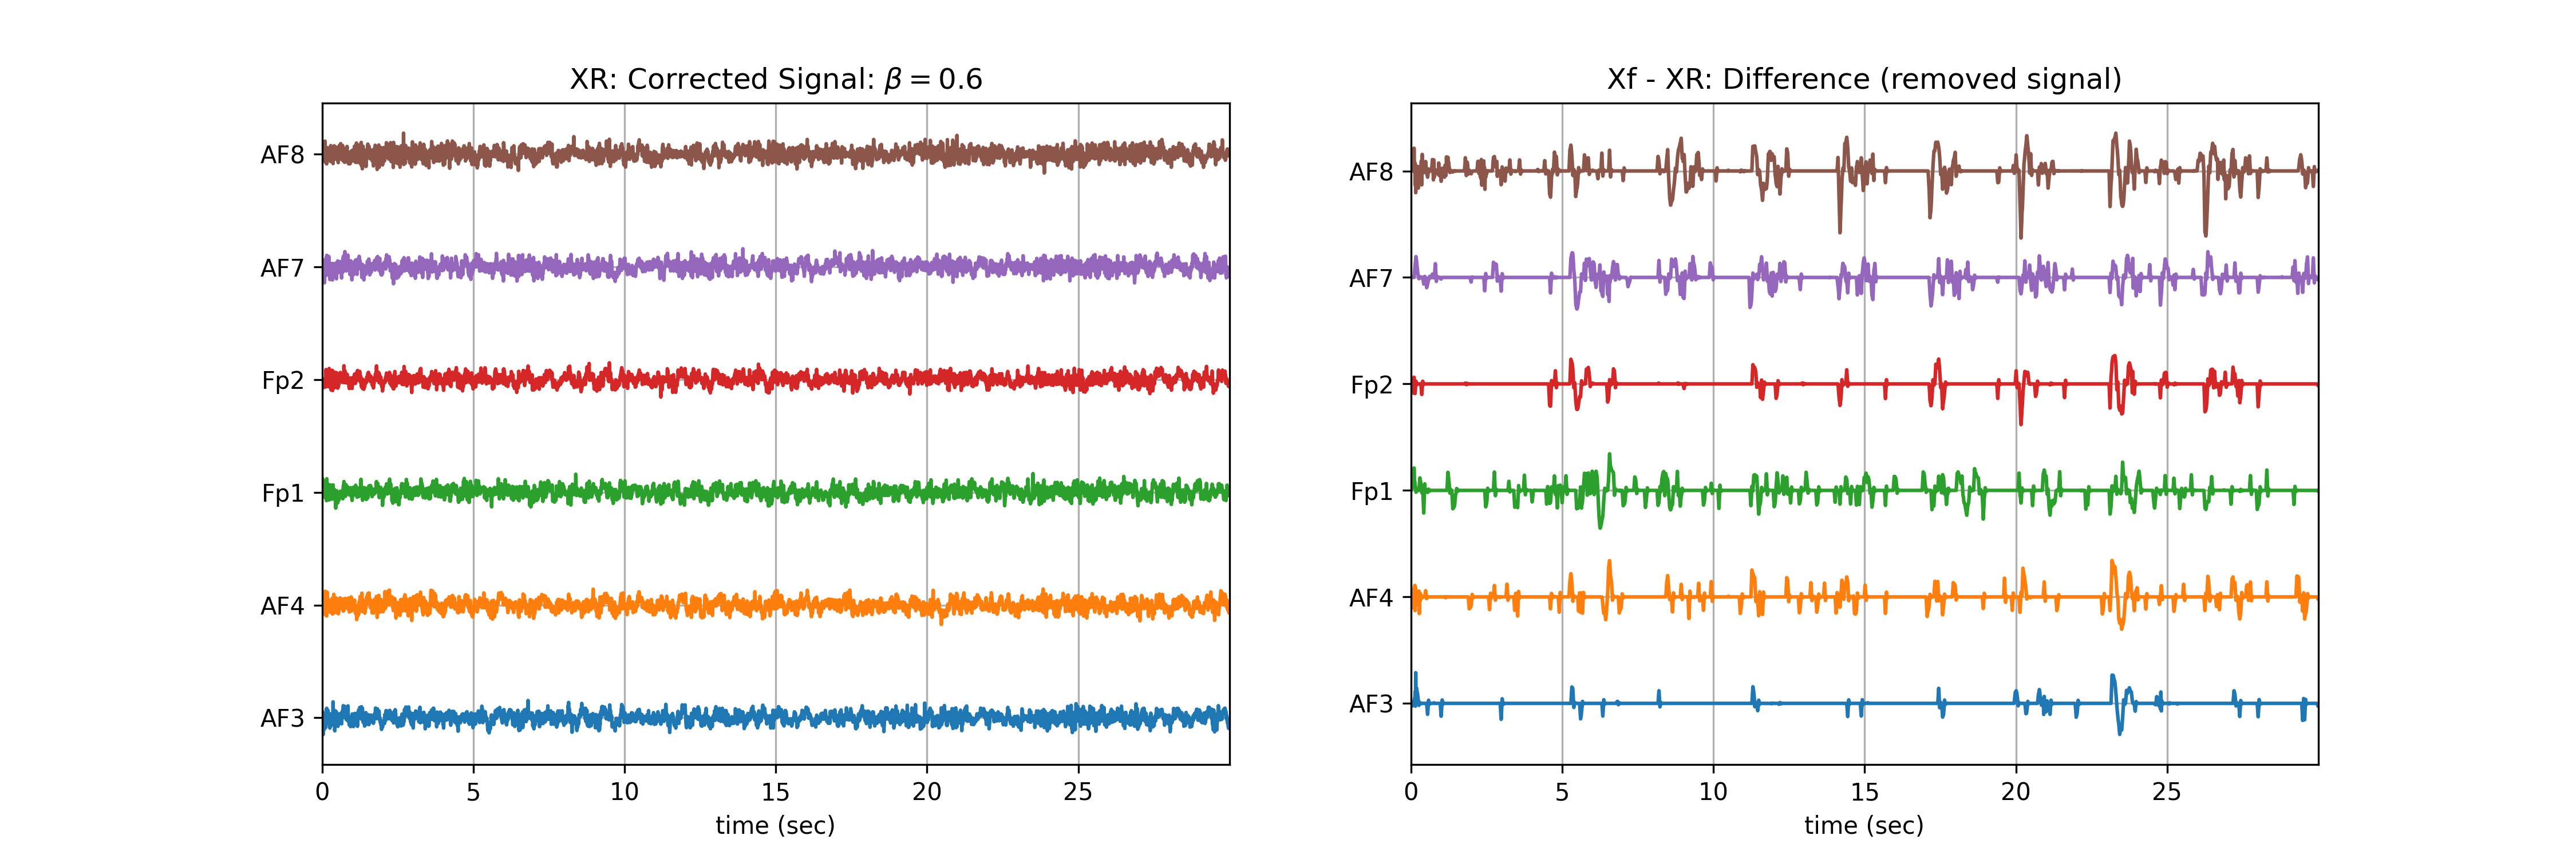 XR: Corrected Signal: β = 0.6
AF8
AF7
Fp2
Fp1
AF4
AF3
0 5 10 15 20 25
time (sec)
Xf - XR: Difference (removed signal)
AF8
AF7
Fp2
Fp1
AF4
AF3
0 5 10 15 20 25
time (sec)